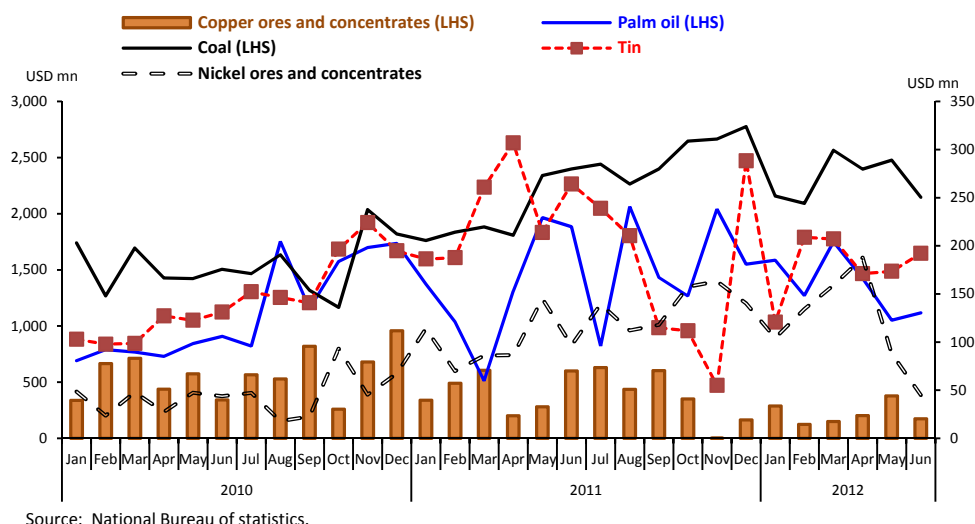 Copper ores and concentrates (LHS) Palm oil (LHS)
Coal (LHS) Tin
Nickel ores and concentrates
USD mn USD mn
3,000 350
2,500 300
2,000 250
1,500 200
1,000 150
500 100
0 50
0
Jan Feb Mar Apr May Jun Jul Aug Sep Oct Nov Dec Jan Feb Mar Apr May Jun Jul Aug Sep Oct Nov Dec Jan Feb Mar Apr May Jun
2010 2011 2012
Source: National Bureau of statistics.